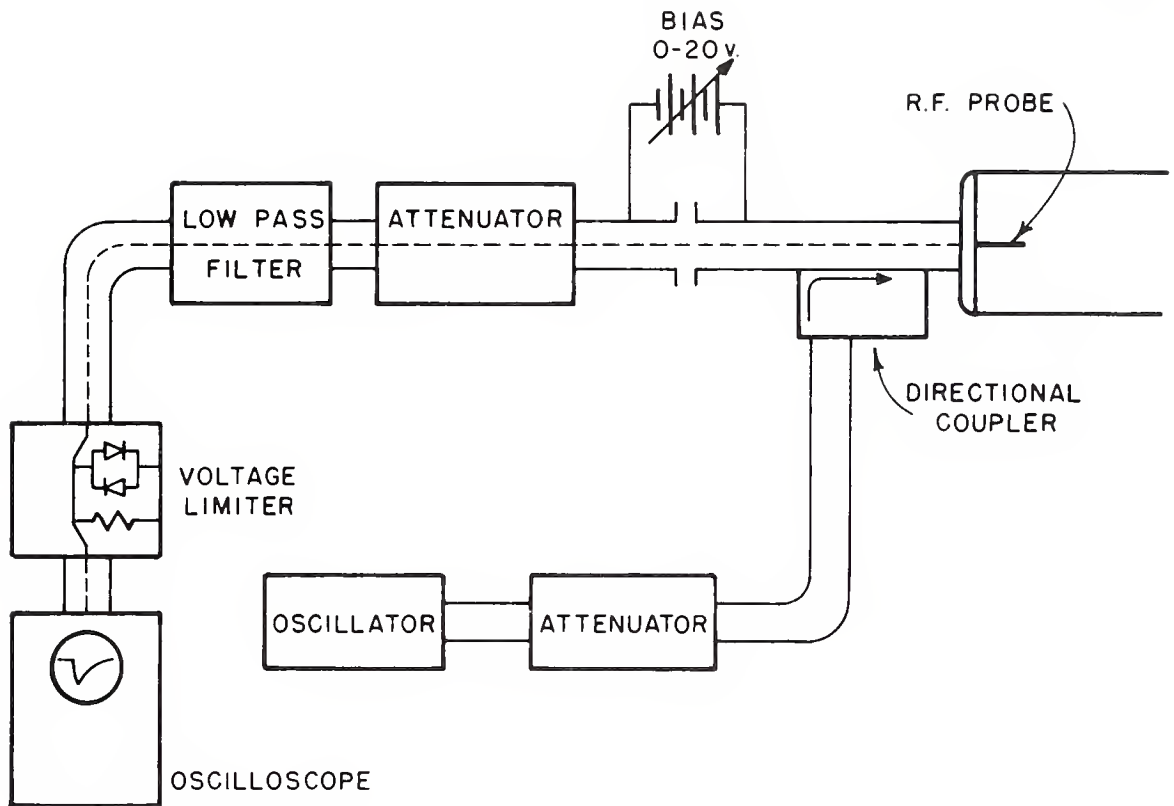 BIAS
0-20 v.
R.F. PROBE
LOW PASS
FILTER
ATTENUATOR
DIRECTIONAL
COUPLER
VOLTAGE
LIMITER
OSCILLATOR
ATTENUATOR
OSCILLOSCOPE